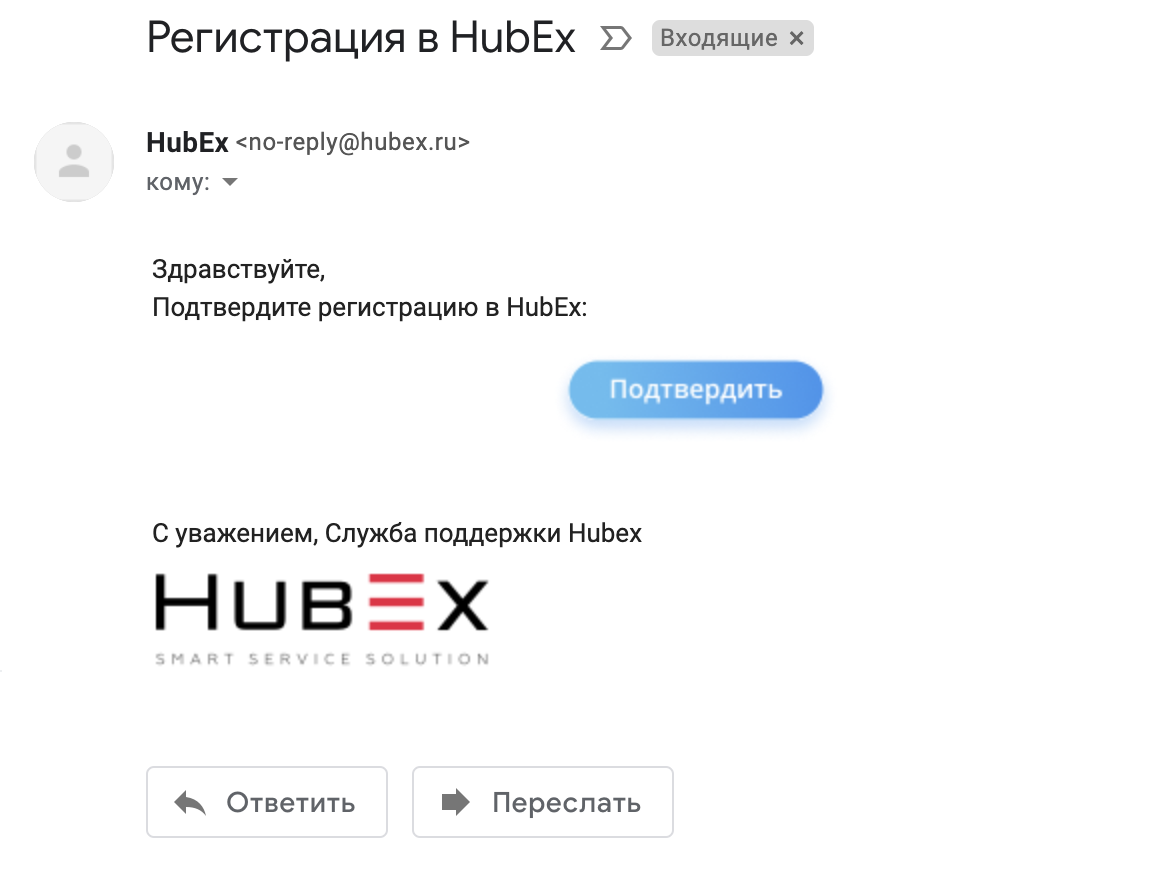 Регистрация в HubEx Входящие ×
HubEx <no-reply@hubex.ru>
кому:
Здравствуйте,
Подтвердите регистрацию в HubEx:
Подтвердить
С уважением, Служба поддержки Hubex
HUBEX
SMART SERVICE SOLUTION
Ответить Переслать